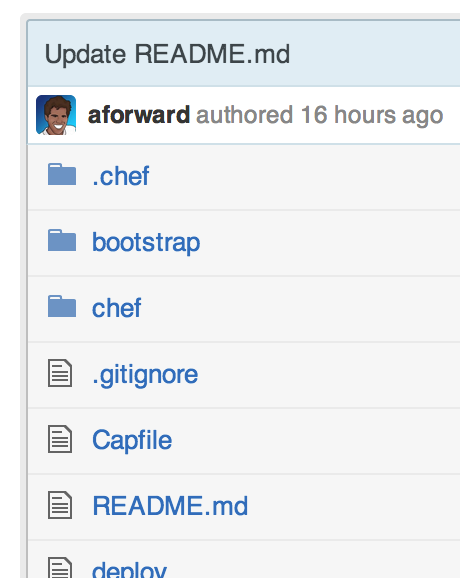 Update README.md
aforward authored 16 hours ago
.chef
bootstrap
chef
.gitignore
Capfile
README.md
deploy